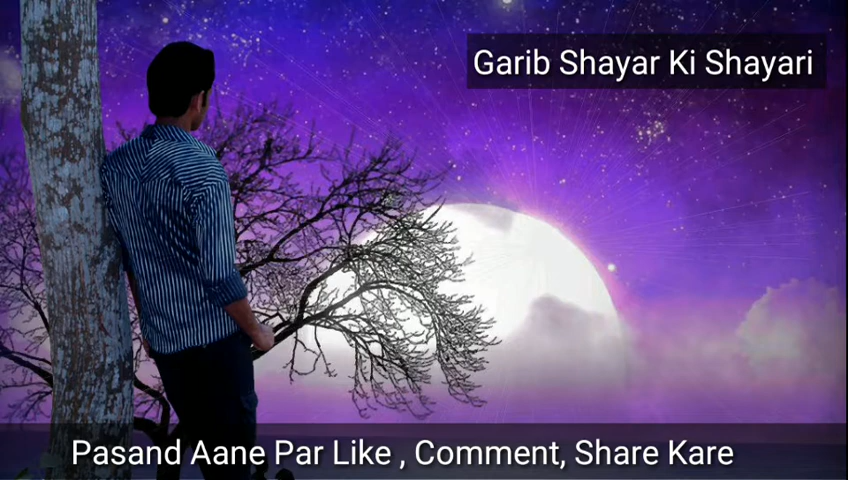 Garib Shayar Ki Shayari
Pasand Aane Par Like , Comment, Share Kare